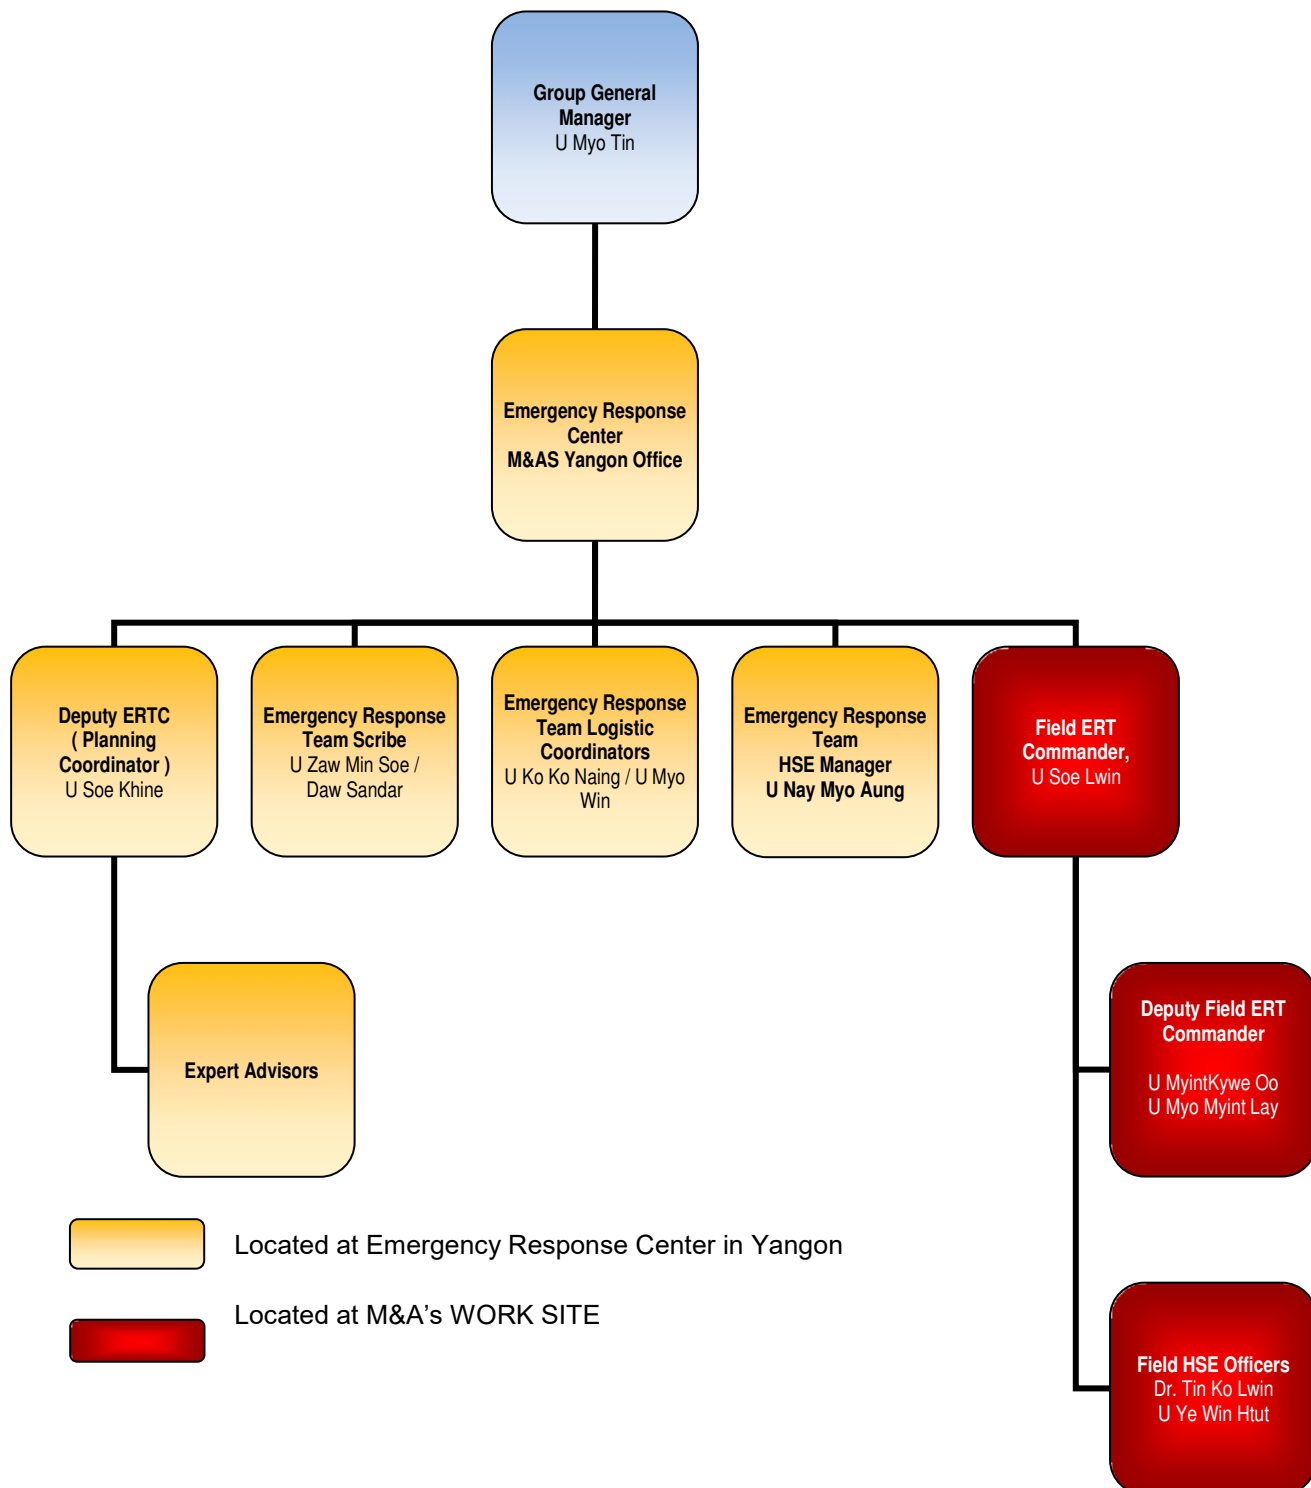 Group General
Manager
U Myo Tin
Emergency Response
Center
M&AS Yangon Office
Deputy ERTC
( Planning
Coordinator )
U Soe Khine
Emergency Response
Team Scribe
U Zaw Min Soe /
Daw Sandar
Emergency Response
Team Logistic
Coordinators
U Ko Ko Naing / U Myo
Win
Emergency Response
Team
HSE Manager
U Nay Myo Aung
Field ERT
Commander,
U Soe Lwin
Expert Advisors
Deputy Field ERT
Commander
U MyintKywe Oo
U Myo Myint Lay
Located at Emergency Response Center in Yangon
Located at M&A’s WORK SITE
Field HSE Officers
Dr. Tin Ko Lwin
U Ye Win Htut